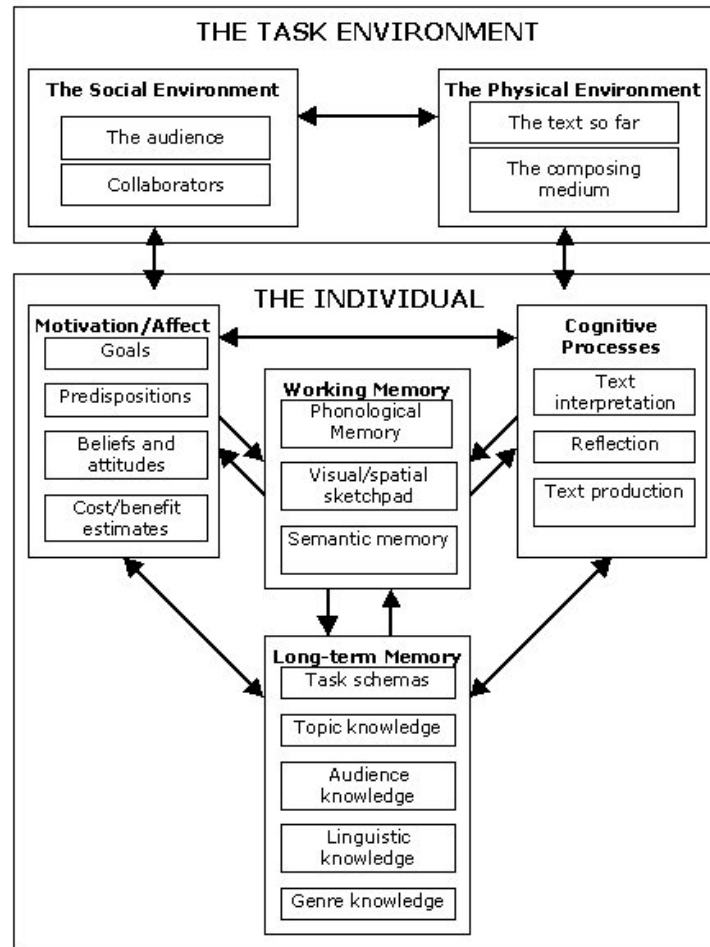 THE TASK ENVIRONMENT
The Social Environment
The audience
Collaborators
The Physical Environment
The text so far
The composing
medium
THE INDIVIDUAL
Motivation/Affect
Goals
Predispositions
Beliefs and
attitudes
Cost/benefit
estimates
Working Memory
Phonological
Memory
Visual/spatial
sketchpad
Semantic memory
Cognitive
Processes
Text
interpretation
Reflection
Text production
Long-term Memory
Task schemas
Topic knowledge
Audience
knowledge
Linguistic
knowledge
Genre knowledge